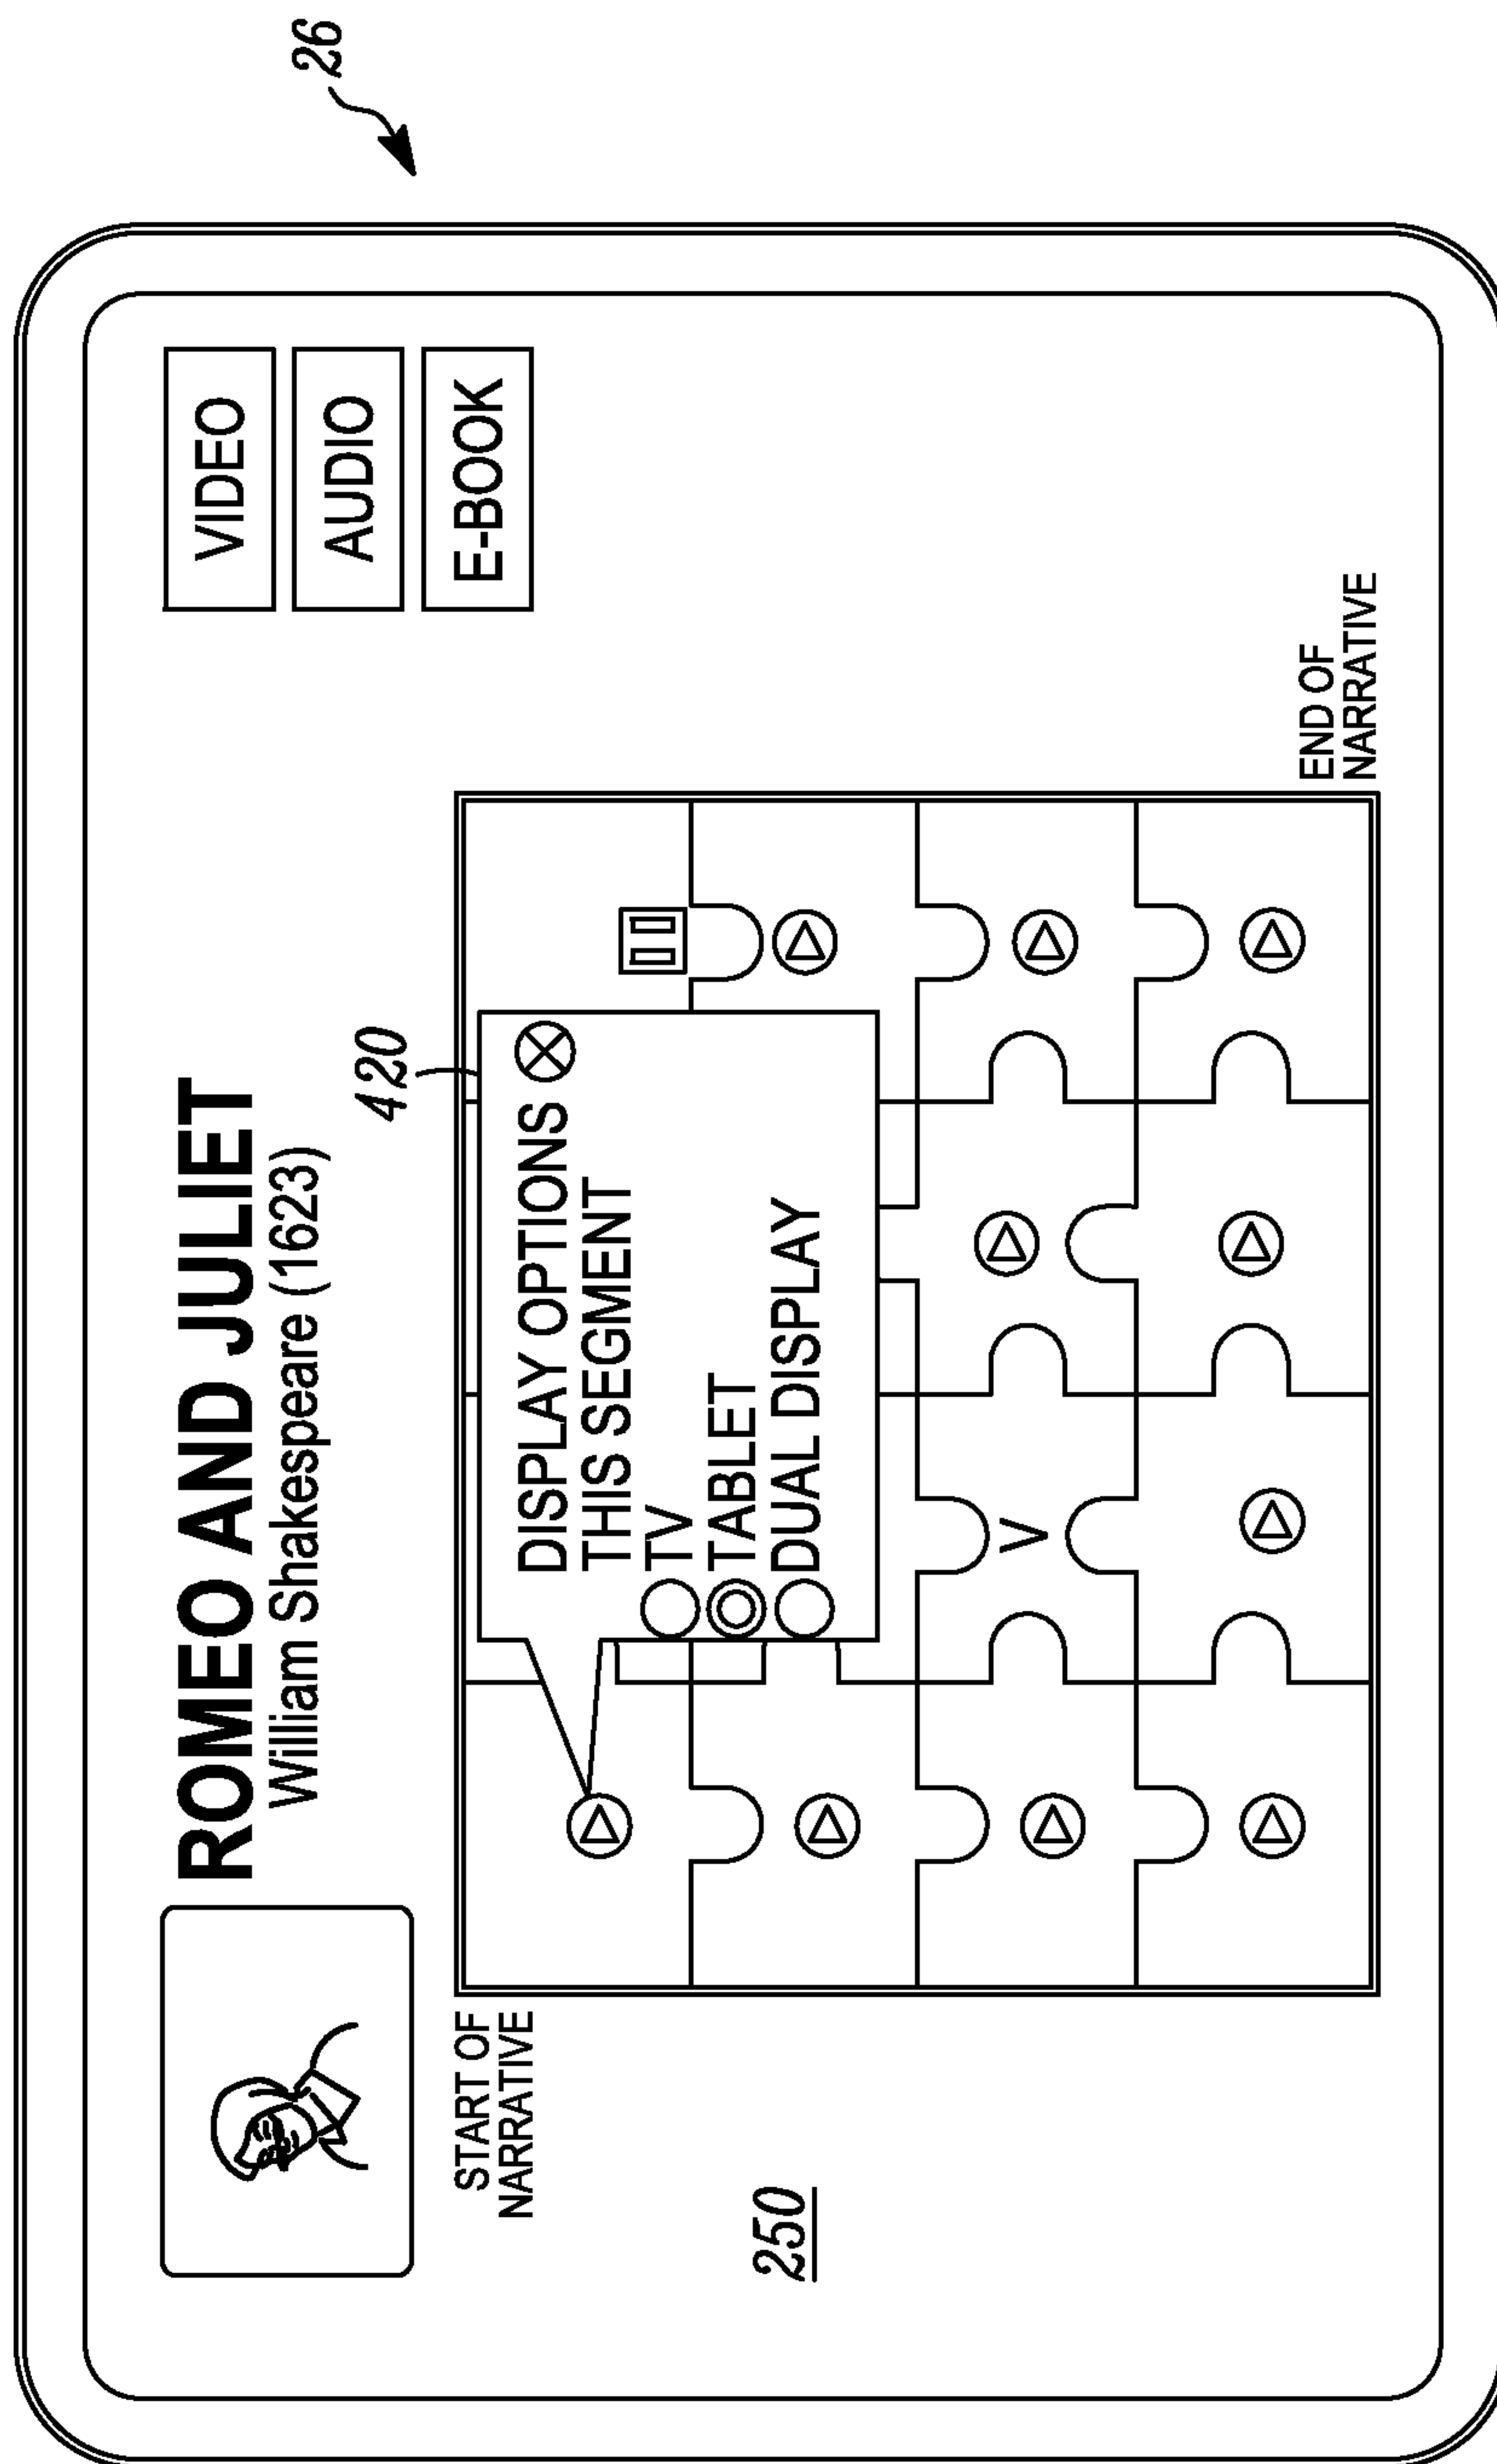 26
ROMEO AND JULIET
William Shakespeare (1623)
VIDEO
AUDIO
E-BOOK
420
START OF
NARRATIVE
DISPLAY OPTIONS
THIS SEGMENT
TV
TABLET
DUAL DISPLAY
V
250
END OF
NARRATIVE